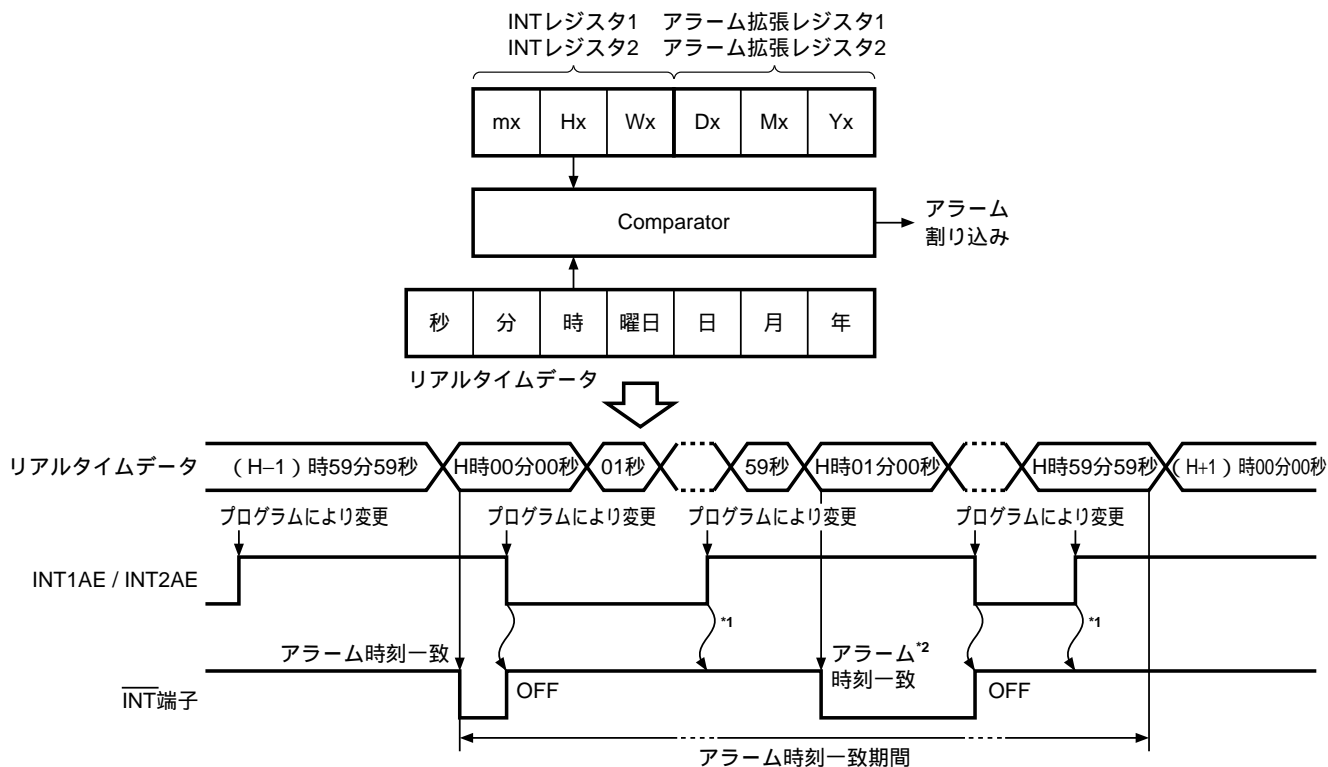 INTレジスタ1 アラーム拡張レジスタ1
INTレジスタ2 アラーム拡張レジスタ2
mx Hx Wx Dx Mx Yx
Comparator
アラーム
割り込み
秒 分 時 曜日 日 月 年
リアルタイムデータ
リアルタイムデータ (H–1)時59分59秒 H時00分00秒 01秒 59秒 H時01分00秒 H時59分59秒 (H+1)時00分00秒
プログラムにより変更 プログラムにより変更 プログラムにより変更 プログラムにより変更
INT1AE / INT2AE
*1 *1
アラーム時刻一致 アラーム*2
時刻一致
INT端子 OFF OFF
アラーム時刻一致期間